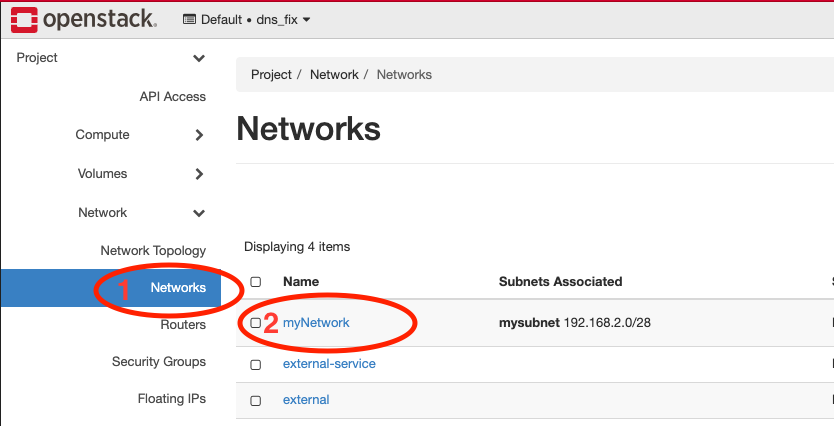 openstack. Default • dns_fix
Project
API Access
Compute
Volumes
Network
Network Topology
1 Networks
Routers
Security Groups
Floating IPs
Project / Network / Networks
Networks
Displaying 4 items
Name Subnets Associated
2 myNetwork mysubnet 192.168.2.0/28
external-service
external